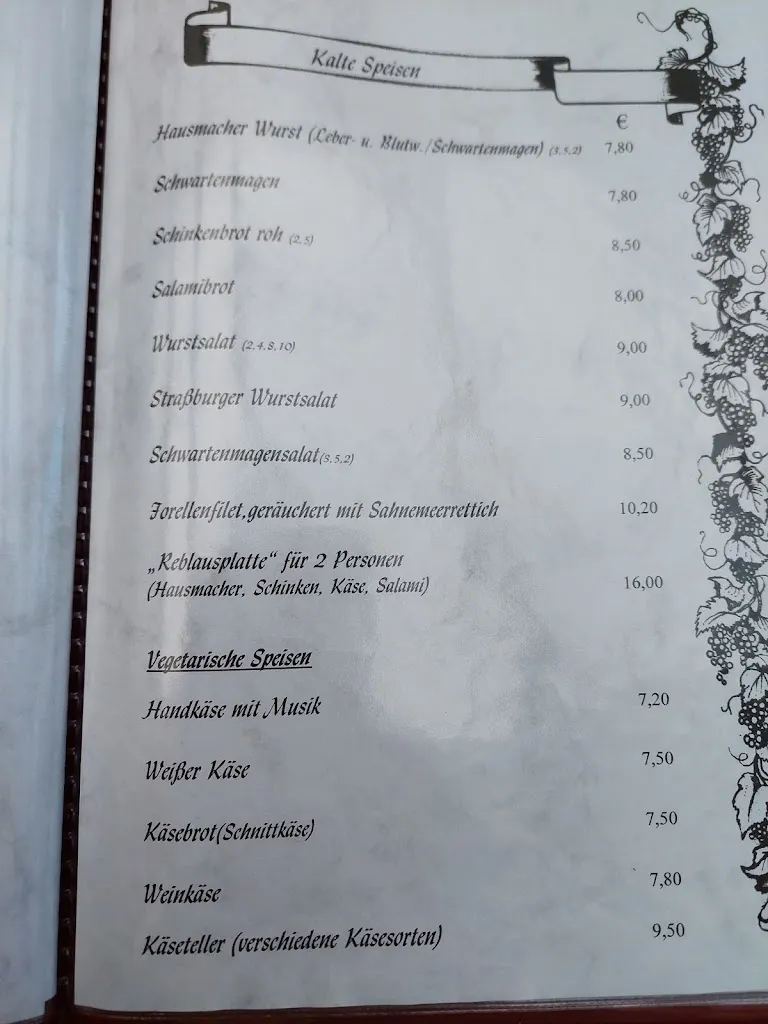 Kalte Speisen
€
Hausmacher Wurst (Leber- u. Blutw./Schwartenmagen) (3,5,2) 7,80
Schwartenmagen 7,80
Schinkenbrot roh (2,5) 8,50
Salamibrot 8,00
Wurstsalat (2,4,8,10) 9,00
Straßburger Wurstsalat 9,00
Schwartenmagensalat(3,5,2) 8,50
Forellenfilet,geräuchert mit Sahnemeerrettich 10,20
„Reblausplatte“ für 2 Personen
(Hausmacher, Schinken, Käse, Salami) 16,00
Vegetarische Speisen
Handkäse mit Musik 7,20
Weißer Käse 7,50
Käsebrot(Schnittkäse) 7,50
Weinkäse 7,80
Käseteller (verschiedene Käsesorten) 9,50